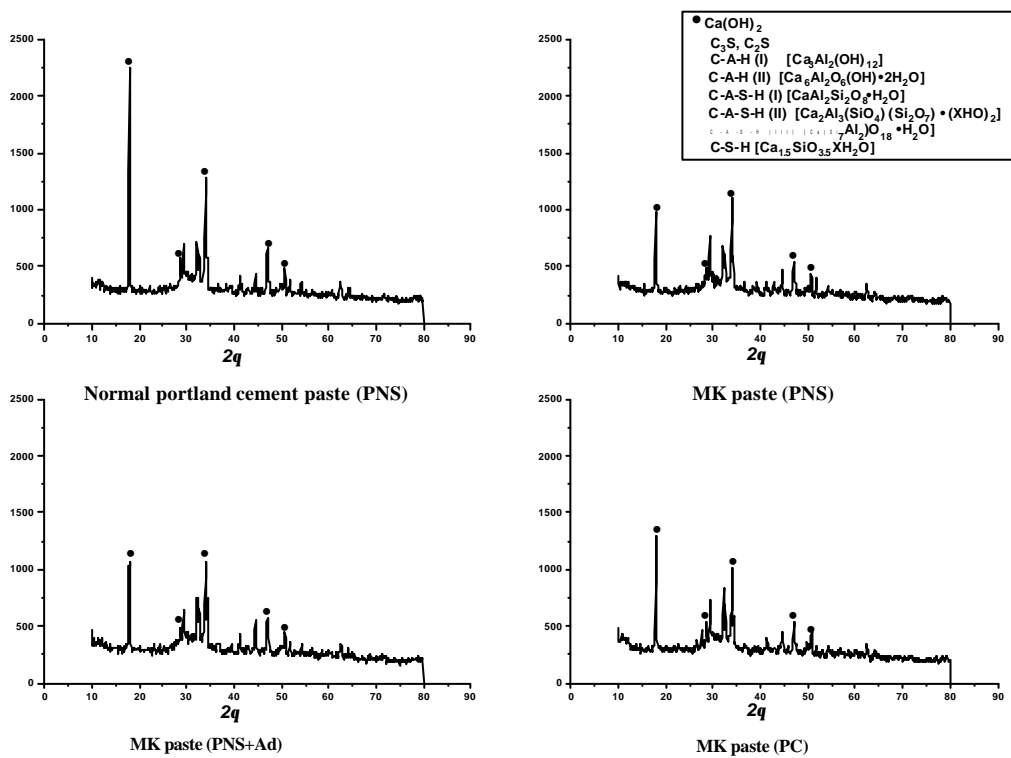 2500
2000
1500
1000
500
0
0 10 20 30 40 50 60 70 80 90
2q
Normal portland cement paste (PNS)
2500
2000
1500
1000
500
0
0 10 20 30 40 50 60 70 80 90
2q
MK paste (PNS)
● Ca(OH)2
C3S, C2S
C-A-H (I) [Ca3Al2(OH)12]
C-A-H (II) [Ca6Al2O6(OH)•2H2O]
C-A-S-H (I) [CaAl2Si2O8•H2O]
C-A-S-H (II) [Ca2Al3(SiO4) (Si2O7) • (XHO)2]
C-A-S-H (III) [Ca(Si7Al2)O18 •H2O]
C-S-H [Ca1.5SiO3.5XH2O]
2500
2000
1500
1000
500
0
0 10 20 30 40 50 60 70 80 90
2q
MK paste (PNS+Ad)
2500
2000
1500
1000
500
0
0 10 20 30 40 50 60 70 80 90
2q
MK paste (PC)